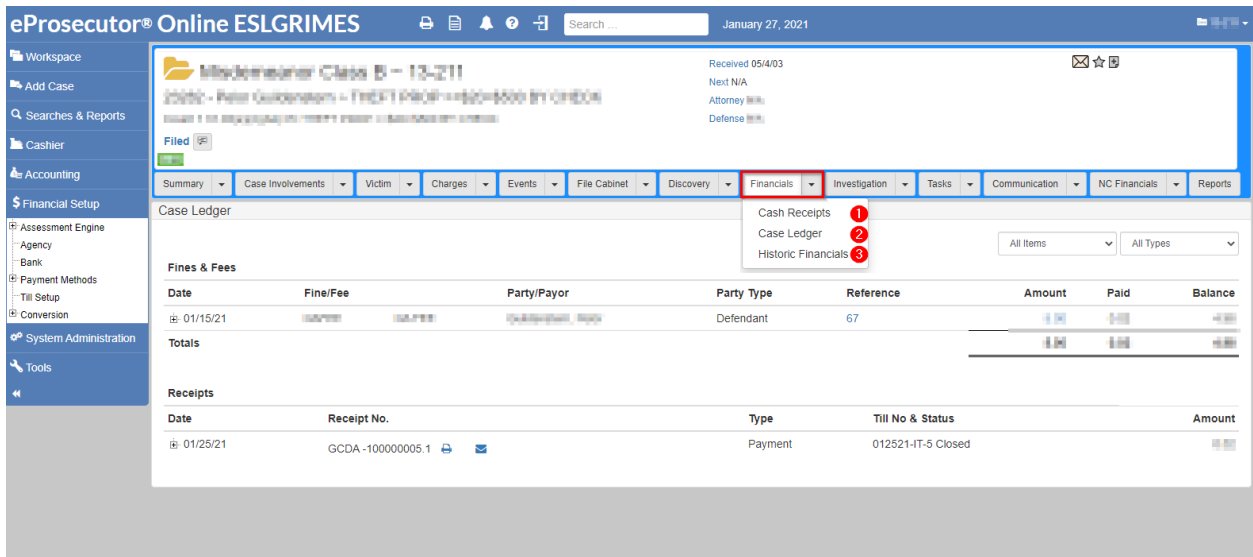 eProsecutor® Online ESLGRIMES
Search ...
January 27, 2021
Workspace
Add Case
Searches & Reports
Cashier
Accounting
Financial Setup
Assessment Engine
Agency
Bank
Payment Methods
Till Setup
Conversion
System Administration
Tools
Received 05/4/03
Next N/A
Attorney
Defense
Filed
Summary Case Involvements Victim Charges Events File Cabinet Discovery Financials Investigation Tasks Communication NC Financials Reports
Cash Receipts 1
Case Ledger 2
Historic Financials 3
Case Ledger
All Items All Types
Fines & Fees
Date Fine/Fee Party/Payor Party Type Reference Amount Paid Balance
01/15/21 Defendant 67
Totals
Receipts
Date Receipt No. Type Till No & Status Amount
01/25/21 GCDA -100000005.1 Payment 012521-IT-5 Closed